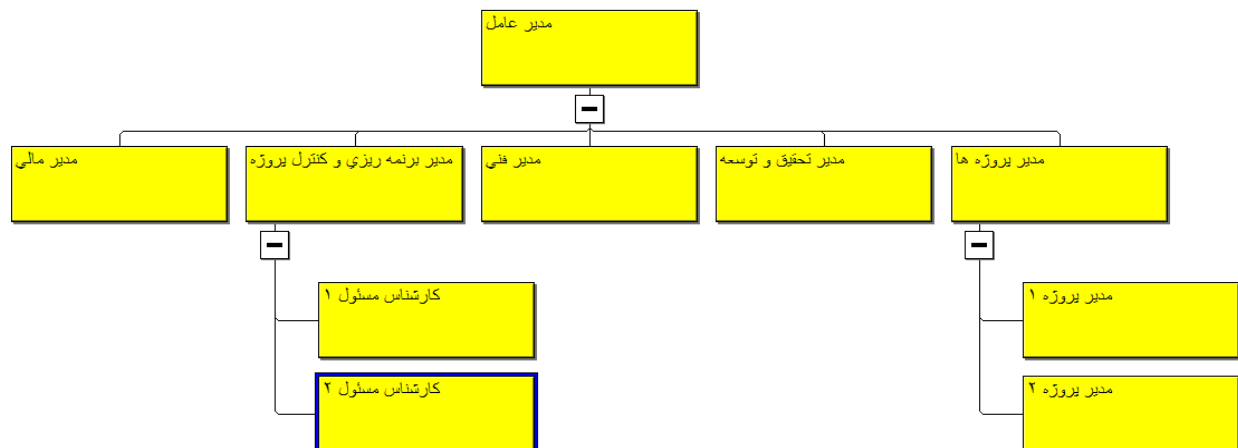 مدير عامل
مدير پروژه ها
مدير تحقيق و توسعه
مدير فني
مدير برنمه ريزي و كنترل پروژه
مدير مالي
مدير پروژه ۱
كارشناس مسئول ۱
مدير پروژه ۲
كارشناس مسئول ۲